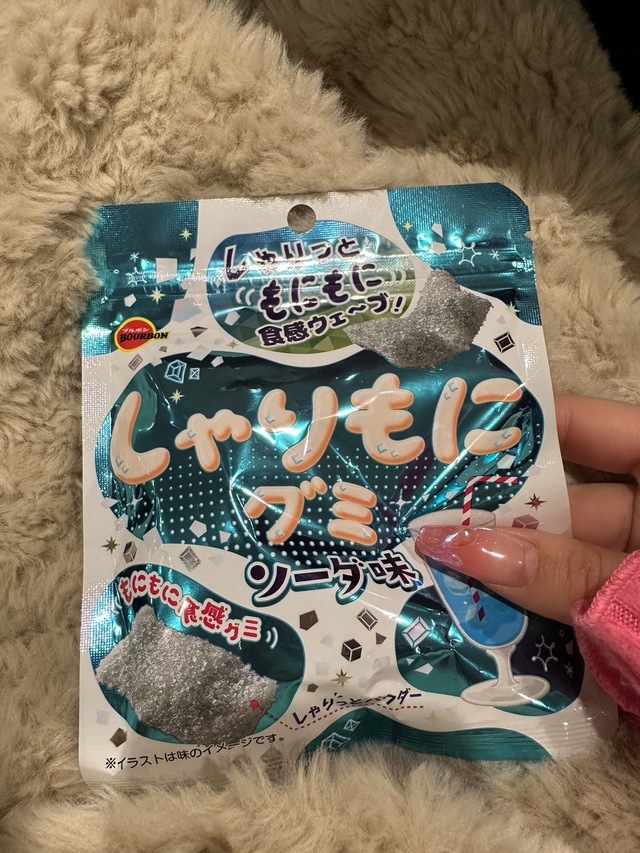 しゃりっと
もにもに
食感ウェ〜ブ!
ブルボン
BOURBON
しゃりもに
グミ
ソーダ味
もにもに食感グミ
しゃりっとパウダー
※イラストは味のイメージです。